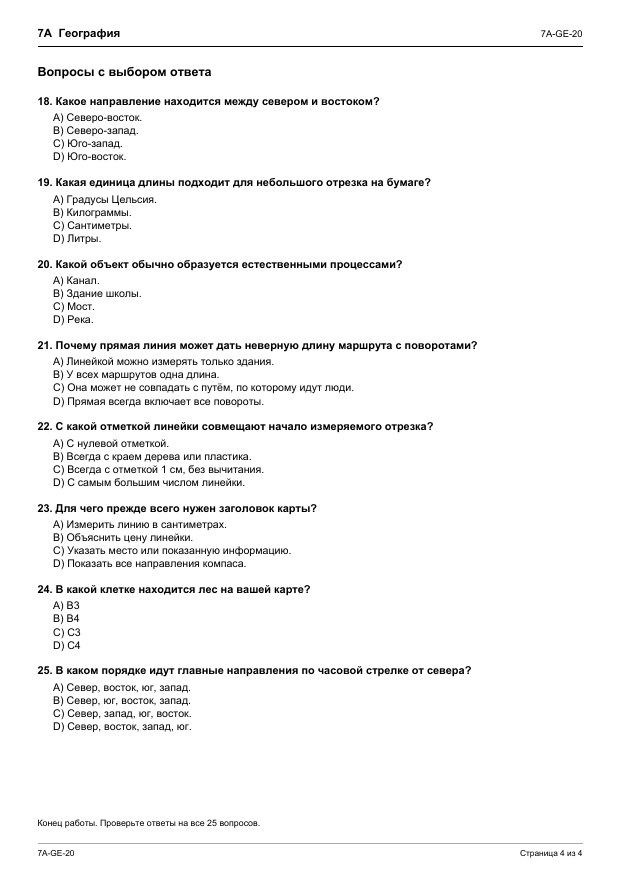 7А География
7A-GE-20
Вопросы с выбором ответа
18. Какое направление находится между севером и востоком?
A) Северо-восток.
B) Северо-запад.
C) Юго-запад.
D) Юго-восток.
19. Какая единица длины подходит для небольшого отрезка на бумаге?
A) Градусы Цельсия.
B) Килограммы.
C) Сантиметры.
D) Литры.
20. Какой объект обычно образуется естественными процессами?
A) Канал.
B) Здание школы.
C) Мост.
D) Река.
21. Почему прямая линия может дать неверную длину маршрута с поворотами?
A) Линейкой можно измерять только здания.
B) У всех маршрутов одна длина.
C) Она может не совпадать с путём, по которому идут люди.
D) Прямая всегда включает все повороты.
22. С какой отметкой линейки совмещают начало измеряемого отрезка?
A) С нулевой отметкой.
B) Всегда с краем дерева или пластика.
C) Всегда с отметкой 1 см, без вычитания.
D) С самым большим числом линейки.
23. Для чего прежде всего нужен заголовок карты?
A) Измерить линию в сантиметрах.
B) Объяснить цену линейки.
C) Указать место или показанную информацию.
D) Показать все направления компаса.
24. В какой клетке находится лес на вашей карте?
A) B3
B) B4
C) C3
D) C4
25. В каком порядке идут главные направления по часовой стрелке от севера?
A) Север, восток, юг, запад.
B) Север, юг, восток, запад.
C) Север, запад, юг, восток.
D) Север, восток, запад, юг.
Конец работы. Проверьте ответы на все 25 вопросов.
7A-GE-20
Страница 4 из 4